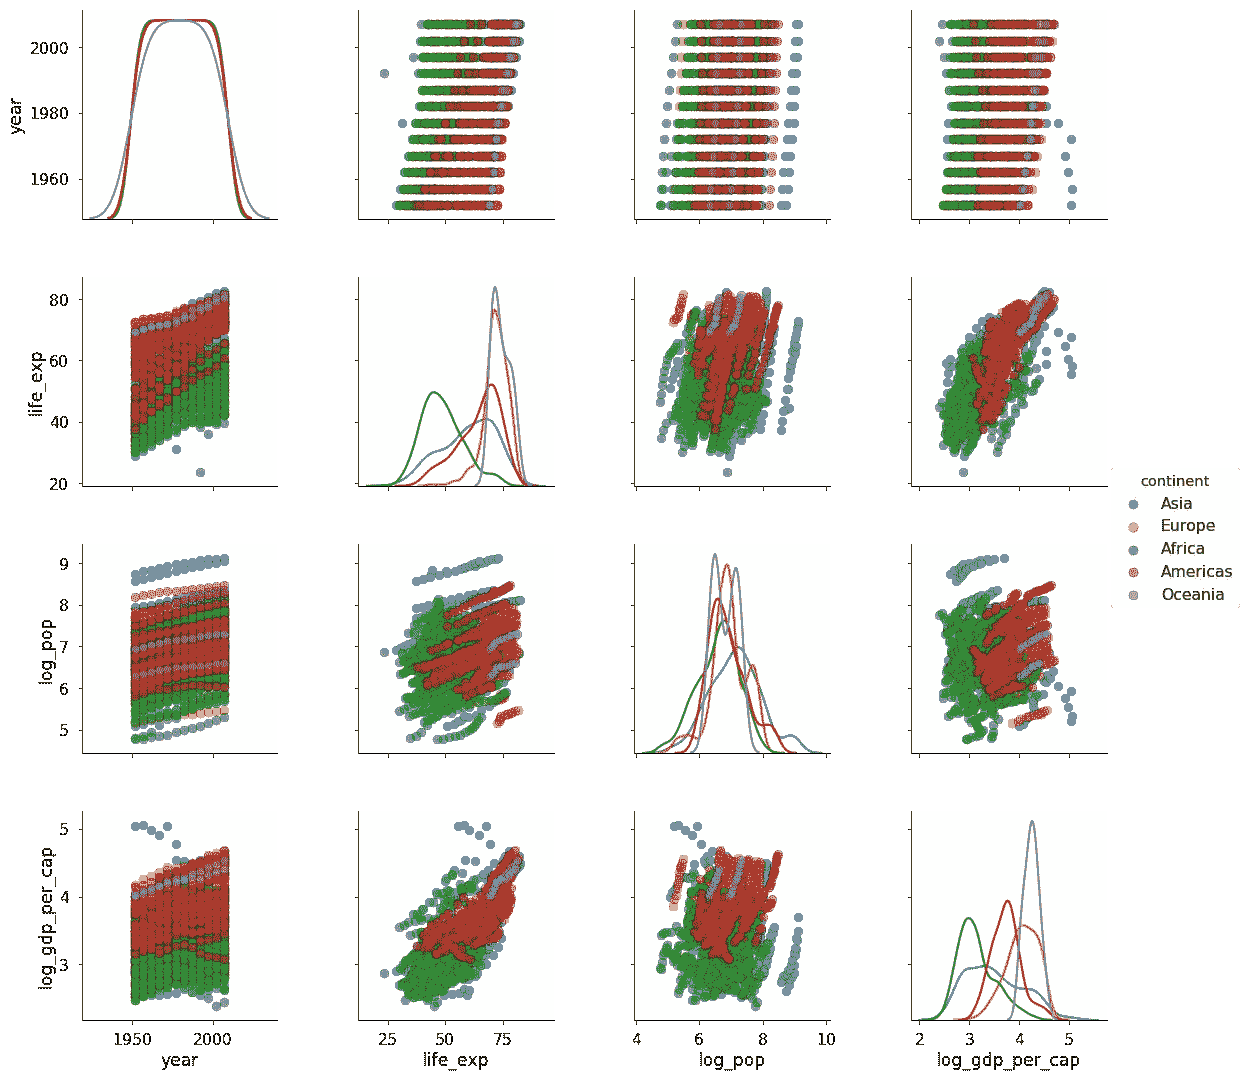 2000
1980
1960
year
80
60
40
20
life_exp
continent
Asia
Europe
Africa
Americas
Oceania
9
8
7
6
5
log_pop
5
4
3
log_gdp_per_cap
1950 2000
year
25 50 75
life_exp
4 6 8 10
log_pop
2 3 4 5
log_gdp_per_cap